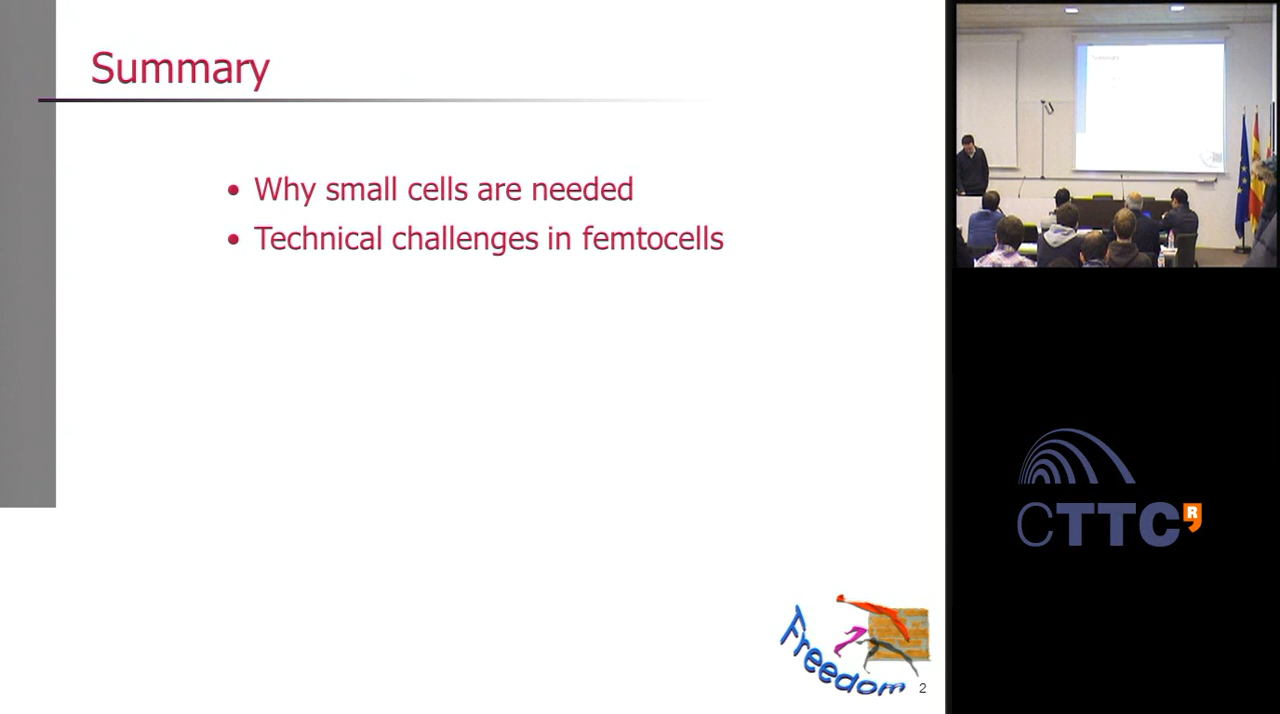 Summary
• Why small cells are needed
• Technical challenges in femtocells
Freedom
2
CTTC
R